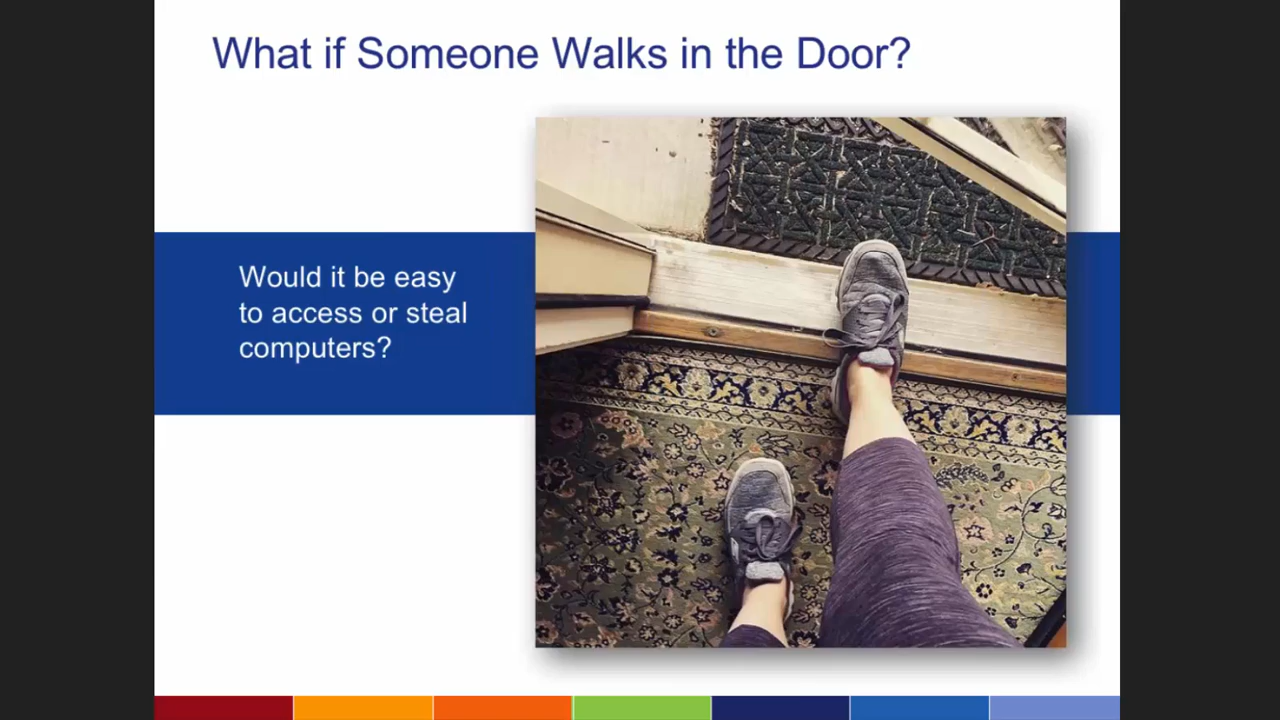 What if Someone Walks in the Door?
Would it be easy
to access or steal
computers?